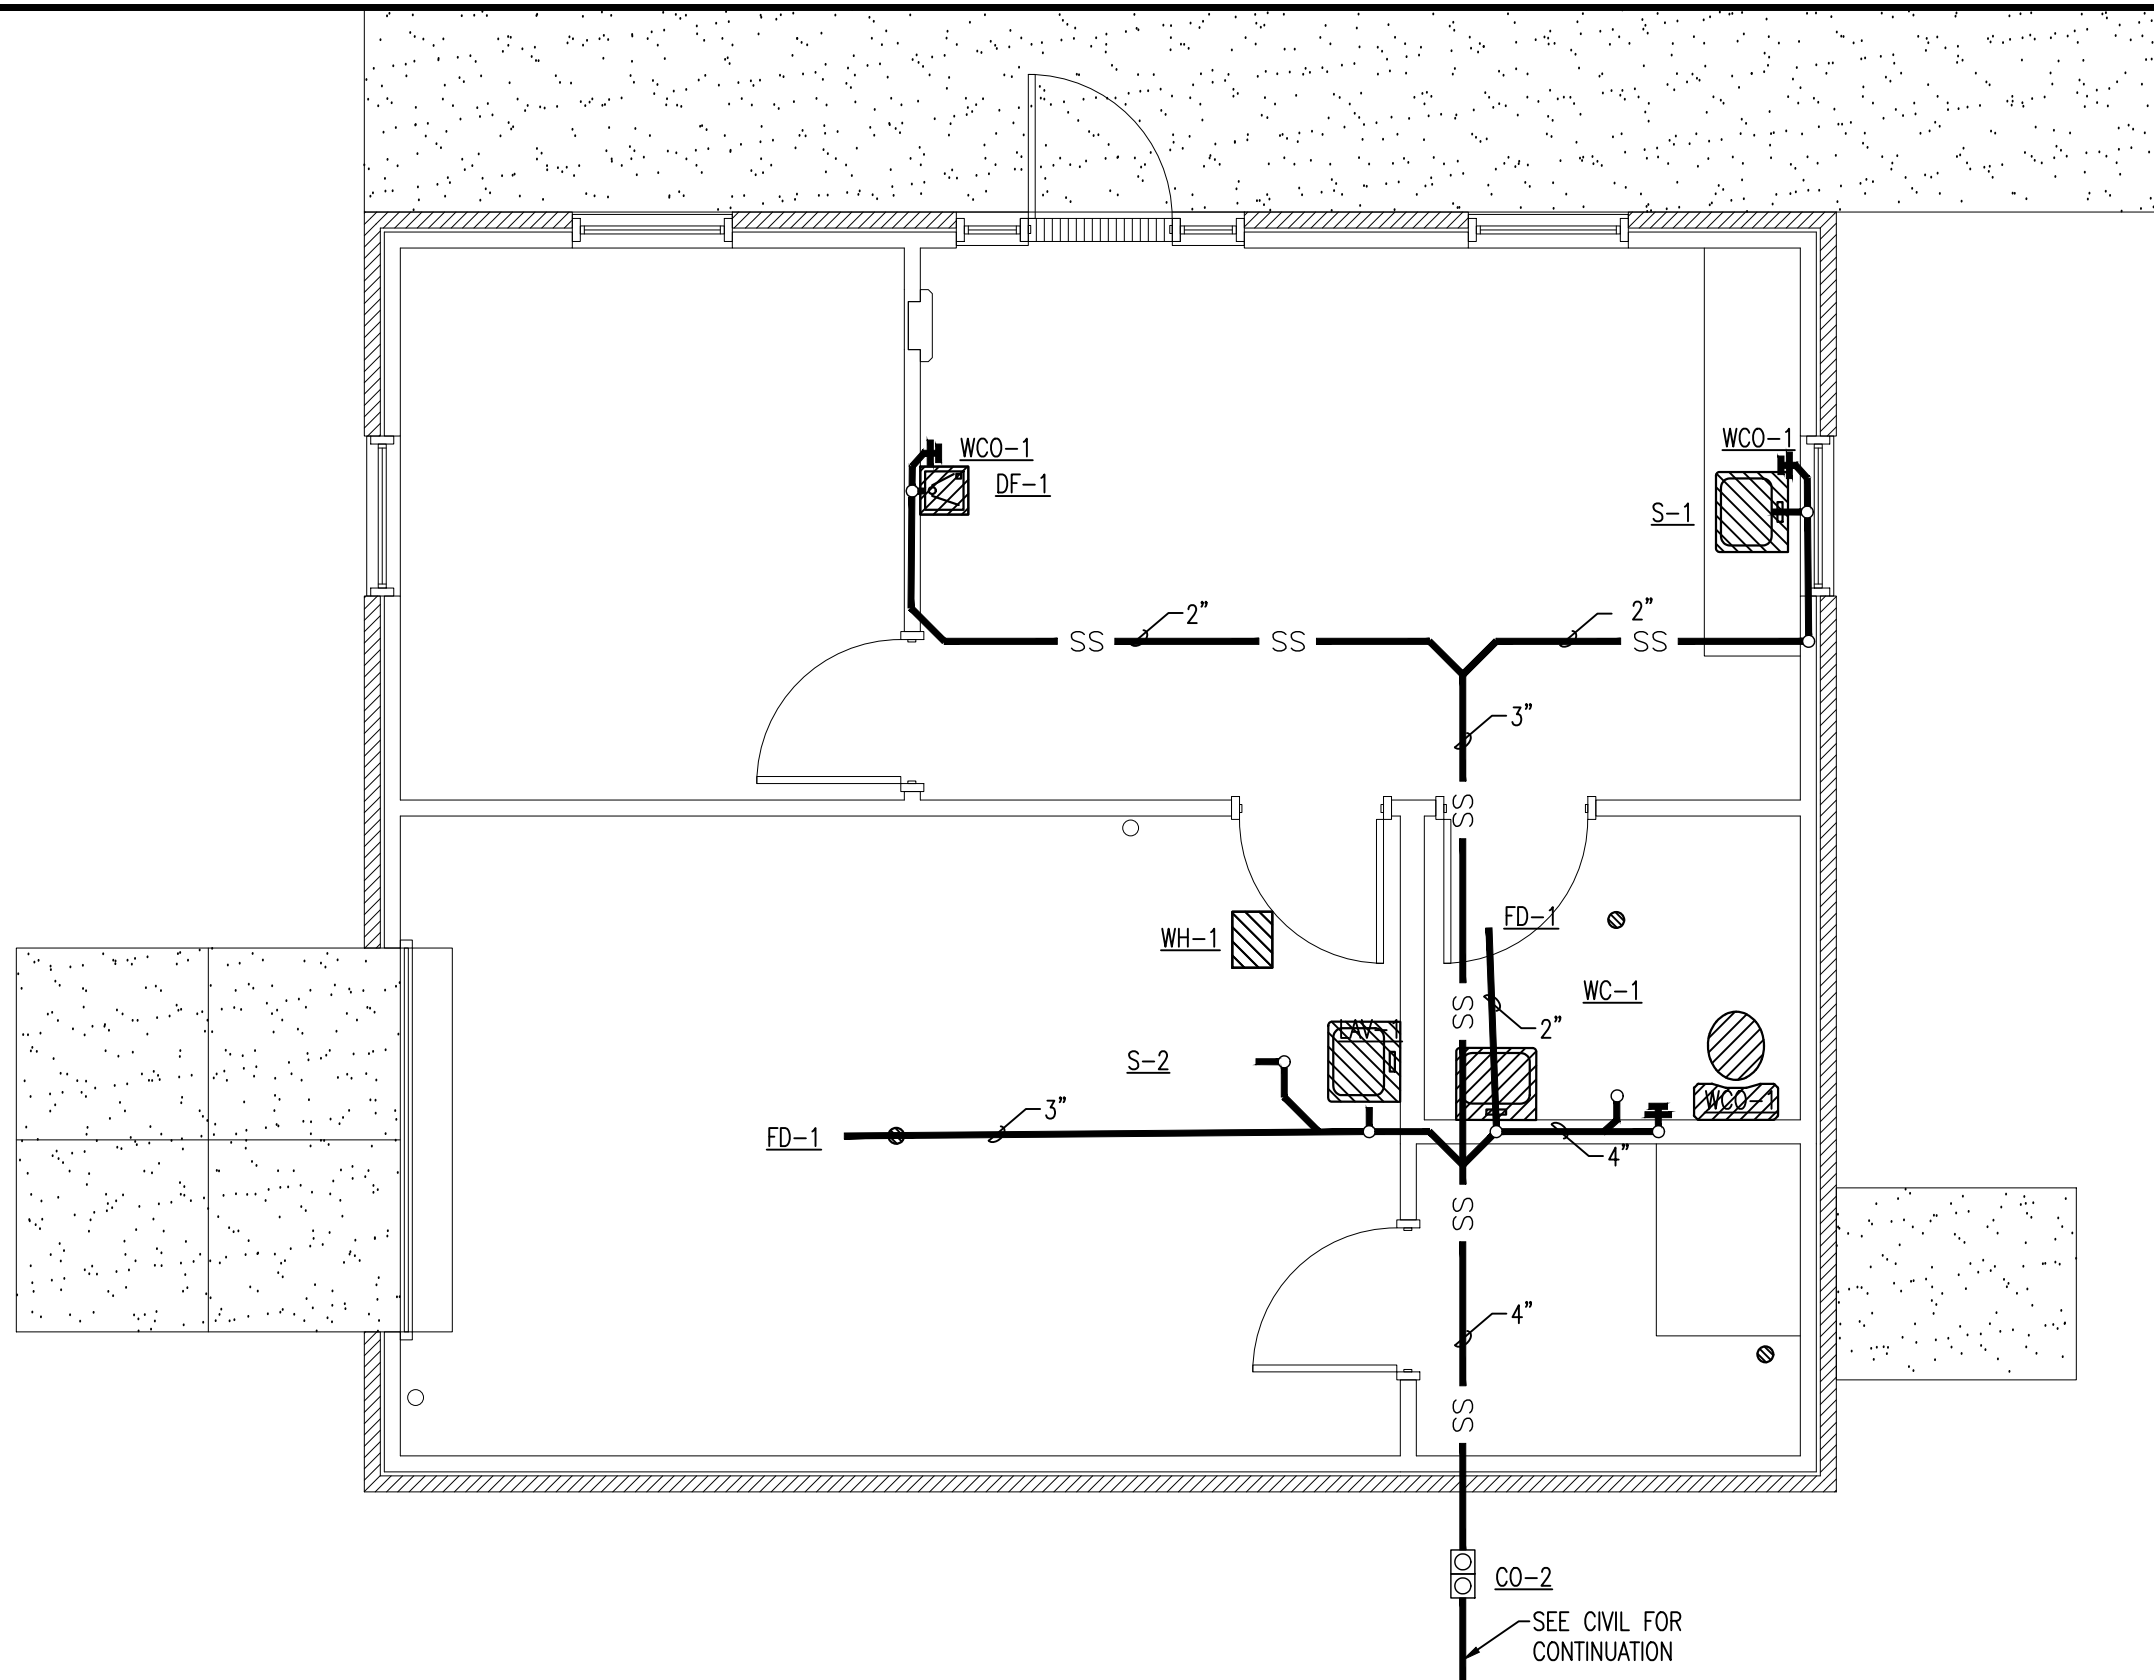 WCO-1
WCO-1
DF-1
S-1
2"
2"
SS
SS
SS
3"
SS
FD-1
WH-1
WC-1
SS
2"
LAV-1
S-2
WCO-1
3"
FD-1
4"
SS
4"
SS
CO-2
SEE CIVIL FOR
CONTINUATION